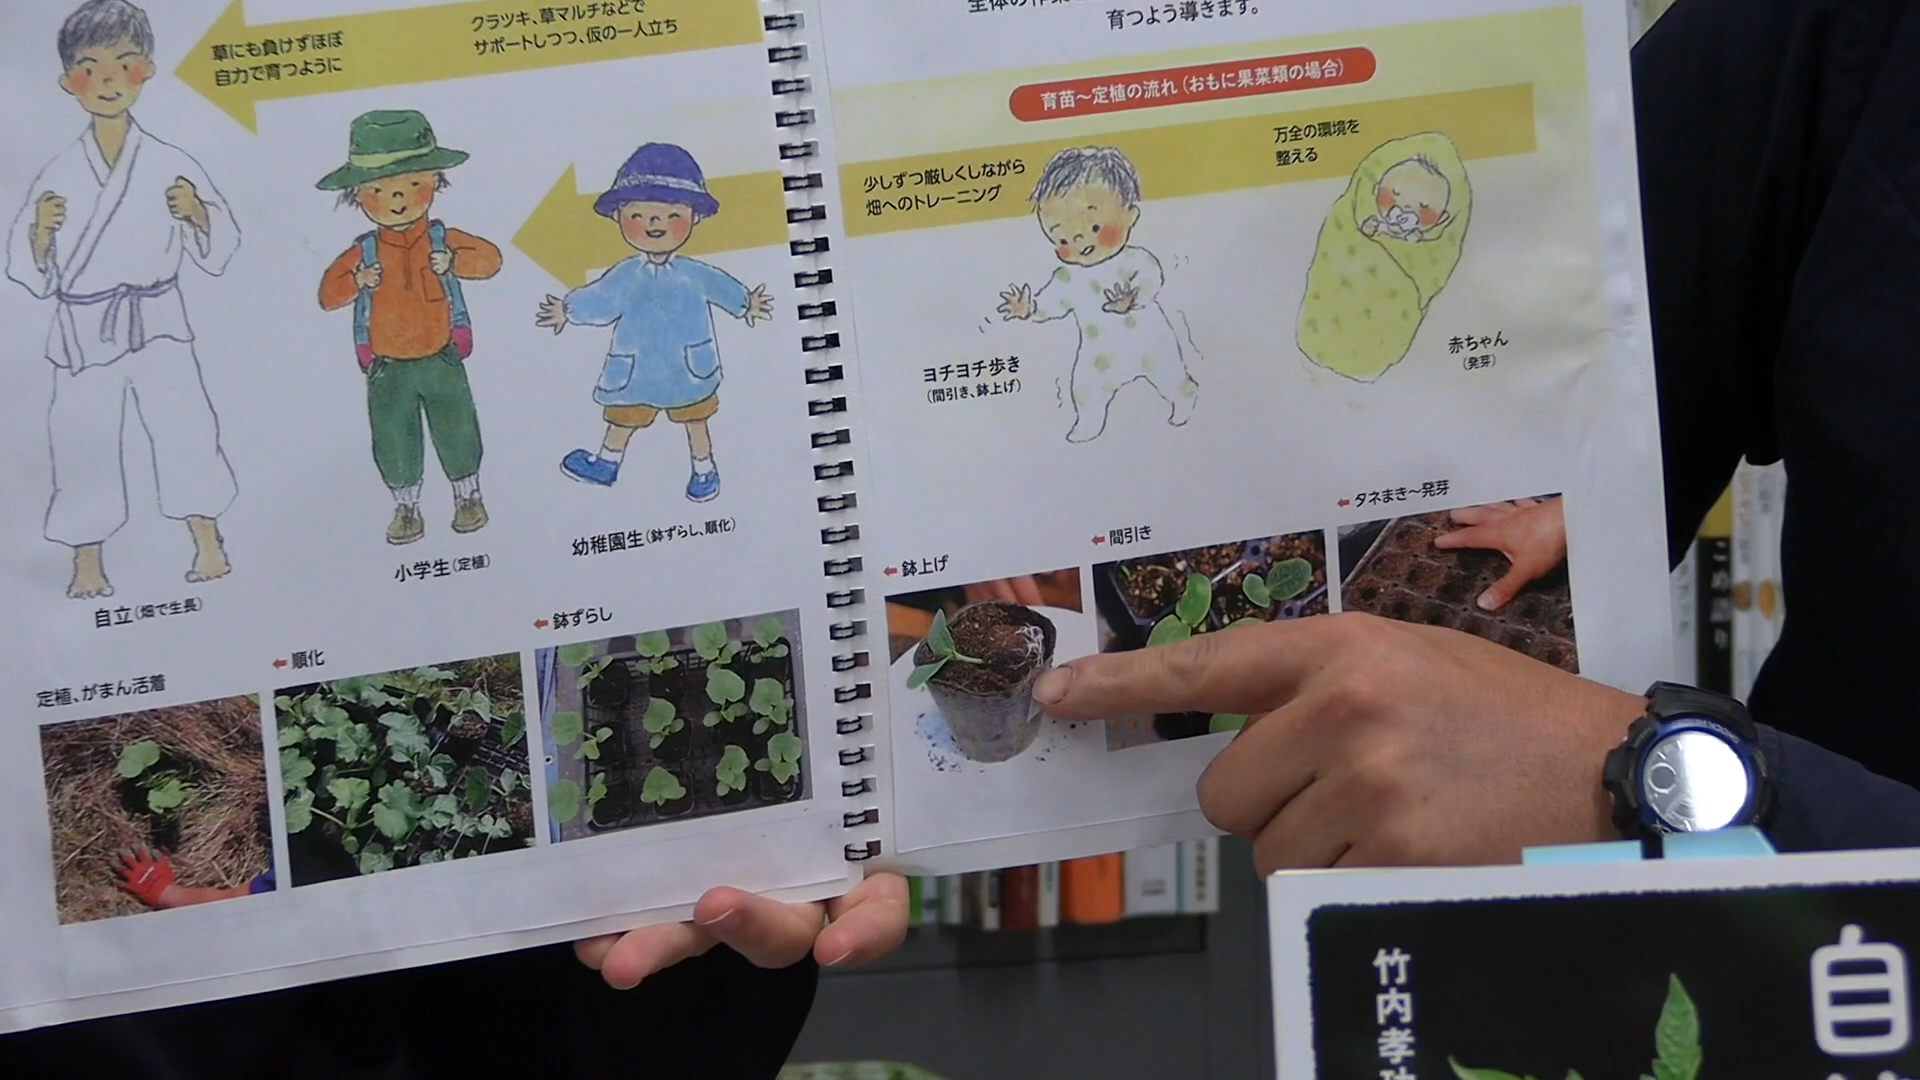 育つよう導きます。
育苗～定植の流れ（おもに果菜類の場合）
万全の環境を
整える
少しずつ厳しくしながら
畑へのトレーニング
クラツキ、草マルチなどで
サポートしつつ、仮の一人立ち
草にも負けずほぼ
自力で育つように
赤ちゃん
（発芽）
ヨチヨチ歩き
（間引き、鉢上げ）
幼稚園生（鉢ずらし、順化）
小学生（定植）
自立（畑で生長）
タネまき～発芽
間引き
鉢上げ
鉢ずらし
順化
定植、がまん活着
竹内孝
自